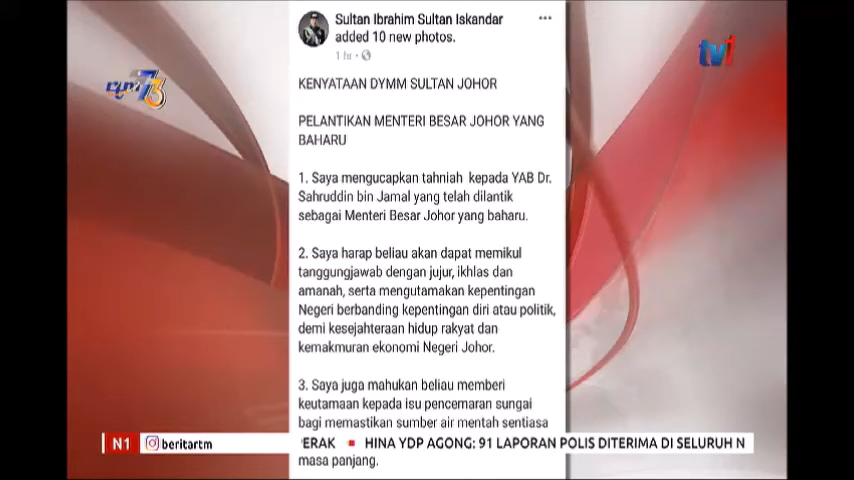 Sultan Ibrahim Sultan Iskandar
added 10 new photos.
1 hr
tv1
73
KENYATAAN DYMM SULTAN JOHOR
PELANTIKAN MENTERI BESAR JOHOR YANG
BAHARU
1. Saya mengucapkan tahniah kepada YAB Dr.
Sahruddin bin Jamal yang telah dilantik
sebagai Menteri Besar Johor yang baharu.
2. Saya harap beliau akan dapat memikul
tanggungjawab dengan jujur, ikhlas dan
amanah, serta mengutamakan kepentingan
Negeri berbanding kepentingan diri atau politik,
demi kesejahteraan hidup rakyat dan
kemakmuran ekonomi Negeri Johor.
3. Saya juga mahukan beliau memberi
keutamaan kepada isu pencemaran sungai
bagi memastikan sumber air mentah sentiasa
N1 beritartm ERAK ▪ HINA YDP AGONG: 91 LAPORAN POLIS DITERIMA DI SELURUH N
masa panjang.